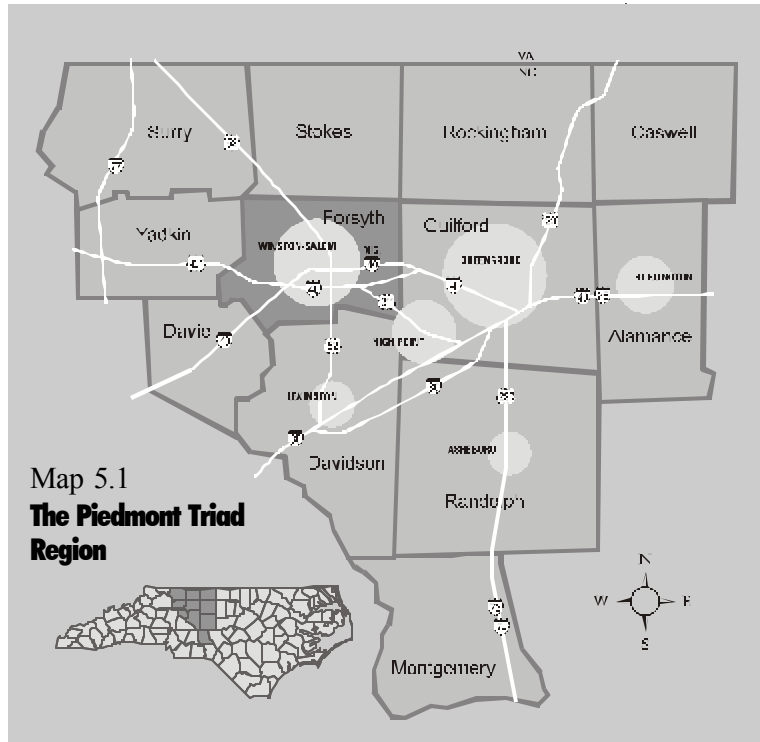 VA
NC
Surry
Stokes
Rockingham
Caswell
Yadkin
Forsyth
Guilford
WINSTON-SALEM
GREENSBORO
BURLINGTON
Davie
HIGH POINT
Alamance
LEXINGTON
ASHEBORO
Davidson
Randolph
Map 5.1
The Piedmont Triad
Region
N
W
E
S
Montgomery